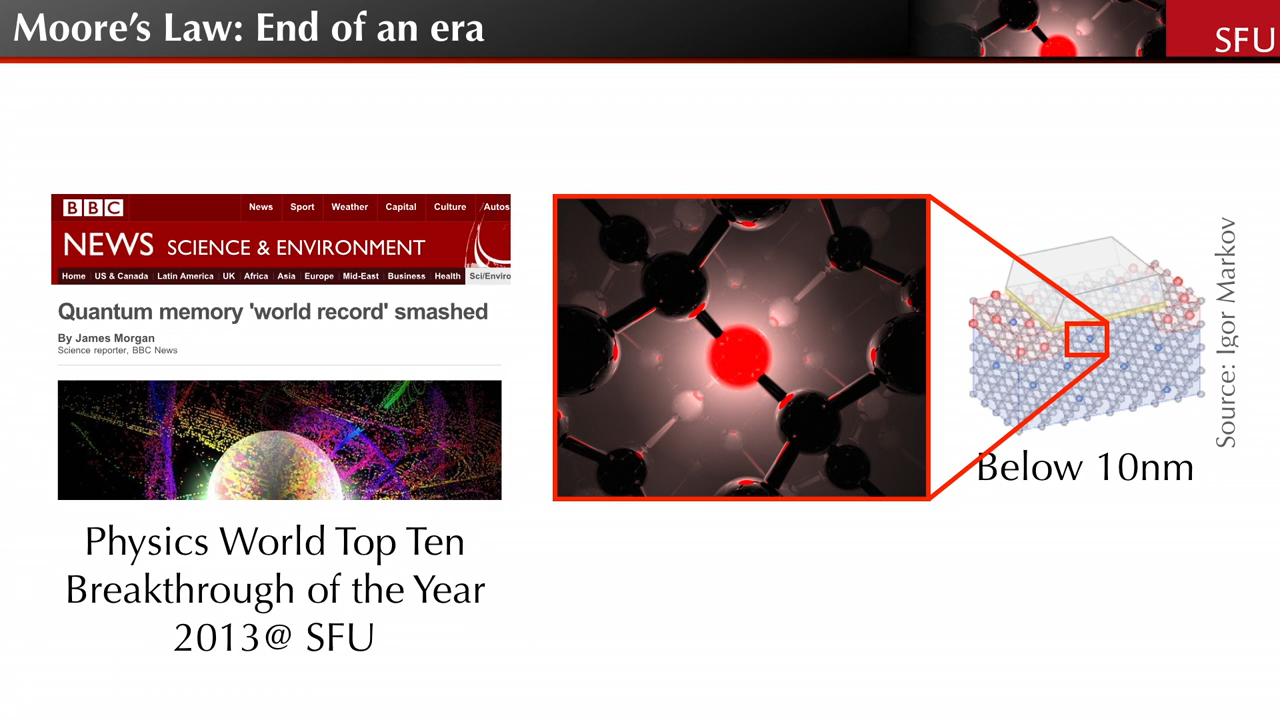 Moore's Law: End of an era
SFU
BBC
News Sport Weather Capital Culture Autos
NEWS SCIENCE & ENVIRONMENT
Home US & Canada Latin America UK Africa Asia Europe Mid-East Business Health Sci/Enviro
Quantum memory 'world record' smashed
By James Morgan
Science reporter, BBC News
Source: Igor Markov
Below 10nm
Physics World Top Ten
Breakthrough of the Year
2013@ SFU